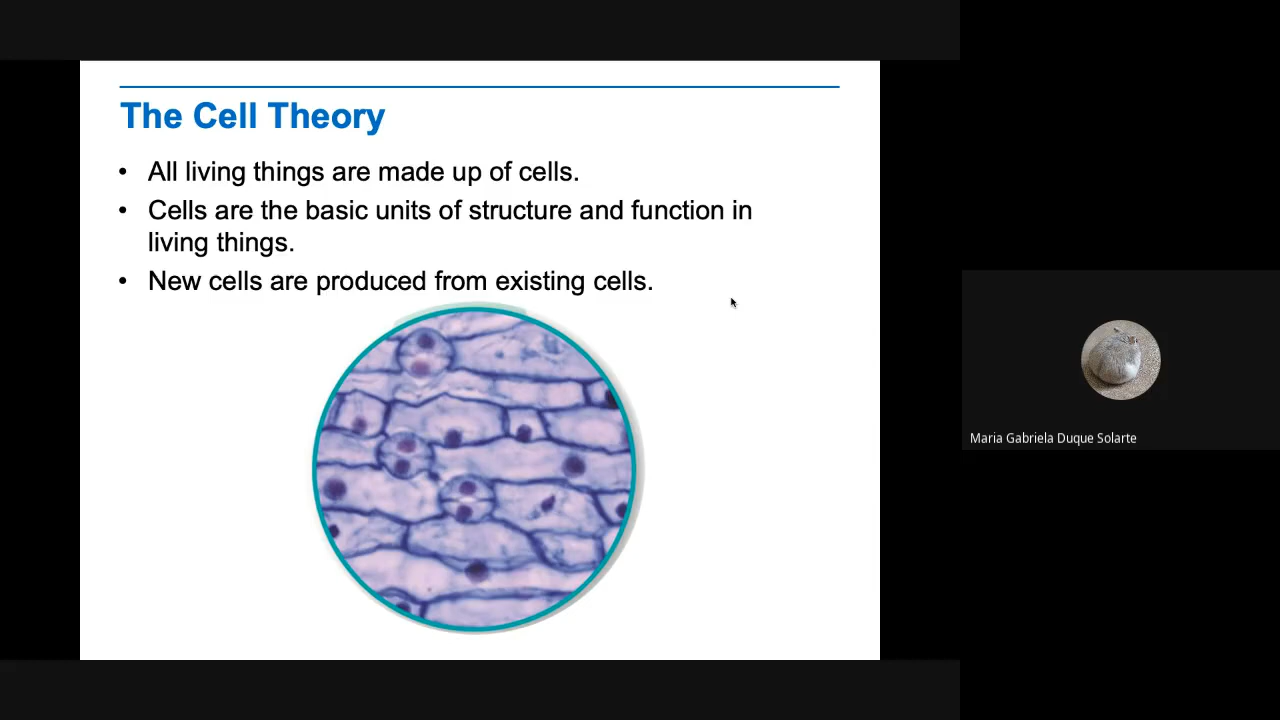 The Cell Theory
• All living things are made up of cells.
• Cells are the basic units of structure and function in
living things.
• New cells are produced from existing cells.
Maria Gabriela Duque Solarte